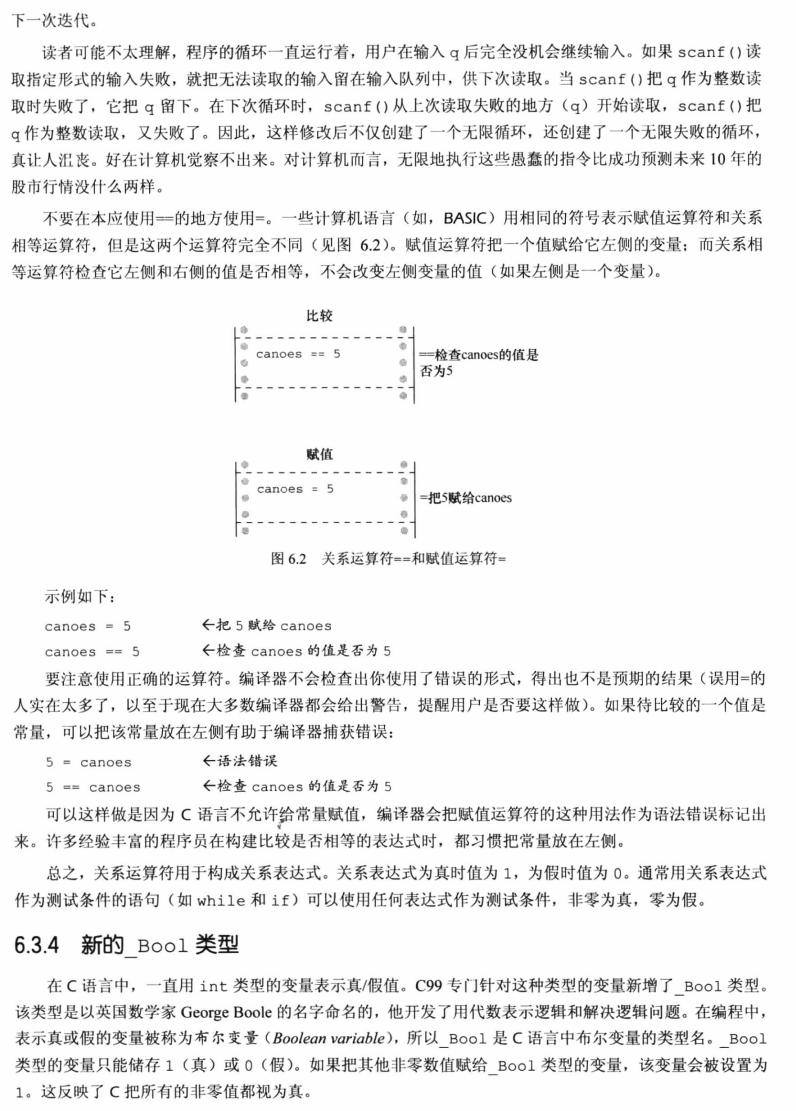 下一次迭代。
读者可能不太理解，程序的循环一直运行着，用户在输入 q 后完全没机会继续输入。如果 scanf()读
取指定形式的输入失败，就把无法读取的输入留在输入队列中，供下次读取。当 scanf()把 q 作为整数读
取时失败了，它把 q 留下。在下次循环时，scanf()从上次读取失败的地方（q）开始读取，scanf()把
q 作为整数读取，又失败了。因此，这样修改后不仅创建了一个无限循环，还创建了一个无限失败的循环，
真让人沮丧。好在计算机觉察不出来。对计算机而言，无限地执行这些愚蠢的指令比成功预测未来 10 年的
股市行情没什么两样。
不要在本应使用==的地方使用=。一些计算机语言（如，BASIC）用相同的符号表示赋值运算符和关系
相等运算符，但是这两个运算符完全不同（见图 6.2）。赋值运算符把一个值赋给它左侧的变量；而关系相
等运算符检查它左侧和右侧的值是否相等，不会改变左侧变量的值（如果左侧是一个变量）。
比较
canoes == 5
==检查canoes的值是
否为5
赋值
canoes = 5
=把5赋给canoes
图 6.2 关系运算符==和赋值运算符=
示例如下：
canoes = 5 ←把 5 赋给 canoes
canoes == 5 ←检查 canoes 的值是否为 5
要注意使用正确的运算符。编译器不会检查出你使用了错误的形式，得出也不是预期的结果（误用=的
人实在太多了，以至于现在大多数编译器都会给出警告，提醒用户是否要这样做）。如果待比较的一个值是
常量，可以把该常量放在左侧有助于编译器捕获错误：
5 = canoes ←语法错误
5 == canoes ←检查 canoes 的值是否为 5
可以这样做是因为 C 语言不允许给常量赋值，编译器会把赋值运算符的这种用法作为语法错误标记出
来。许多经验丰富的程序员在构建比较是否相等的表达式时，都习惯把常量放在左侧。
总之，关系运算符用于构成关系表达式。关系表达式为真时值为 1，为假时值为 0。通常用关系表达式
作为测试条件的语句（如 while 和 if）可以使用任何表达式作为测试条件，非零为真，零为假。
6.3.4 新的_Bool 类型
在 C 语言中，一直用 int 类型的变量表示真/假值。C99 专门针对这种类型的变量新增了_Bool 类型。
该类型是以英国数学家 George Boole 的名字命名的，他开发了用代数表示逻辑和解决逻辑问题。在编程中，
表示真或假的变量被称为布尔变量（Boolean variable），所以_Bool 是 C 语言中布尔变量的类型名。_Bool
类型的变量只能储存 1（真）或 0（假）。如果把其他非零数值赋给_Bool 类型的变量，该变量会被设置为
1。这反映了 C 把所有的非零值都视为真。